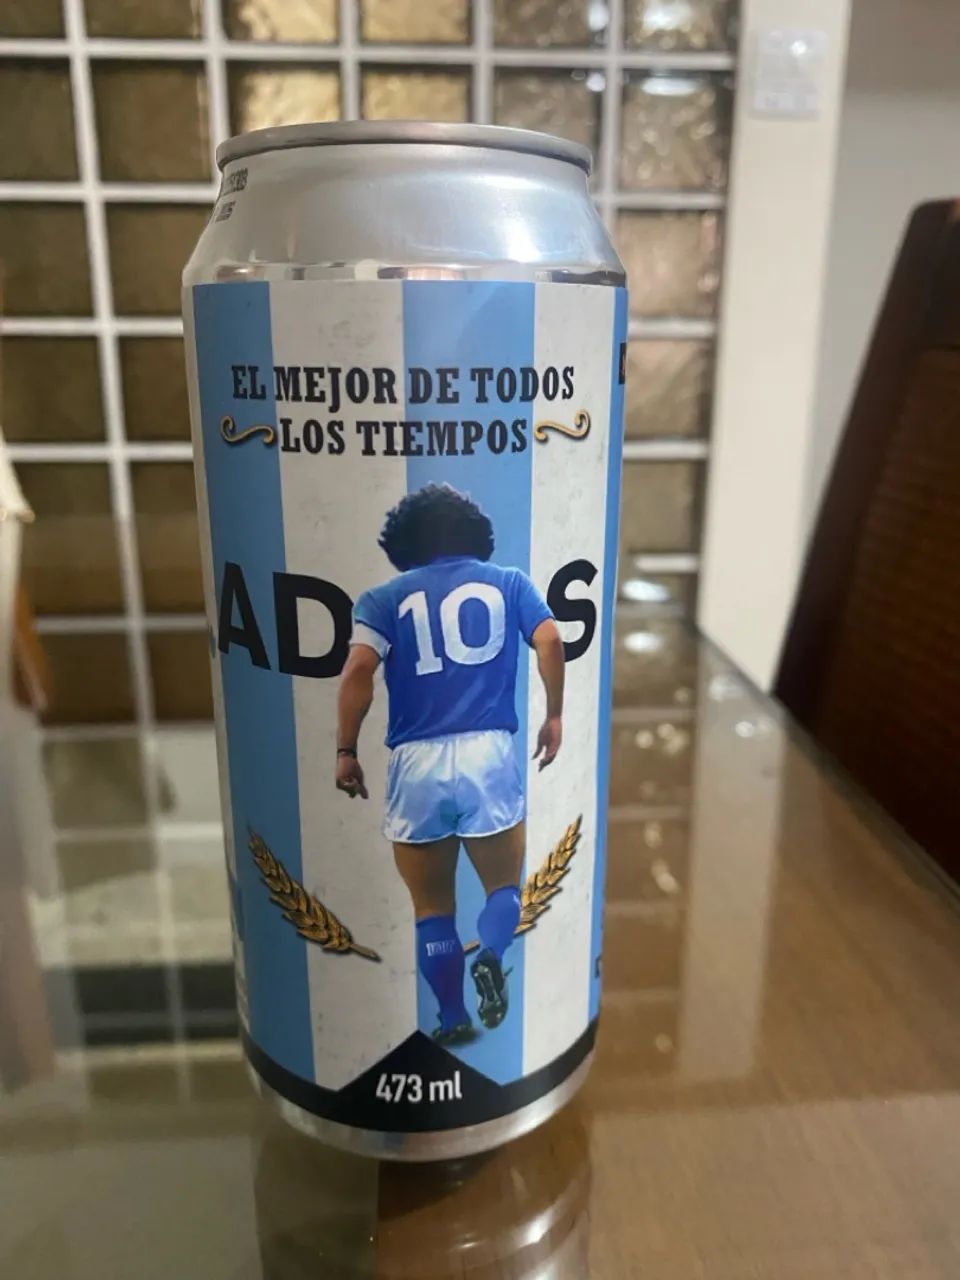 EL MEJOR DE TODOS
LOS TIEMPOS
AD S
10
473 ml